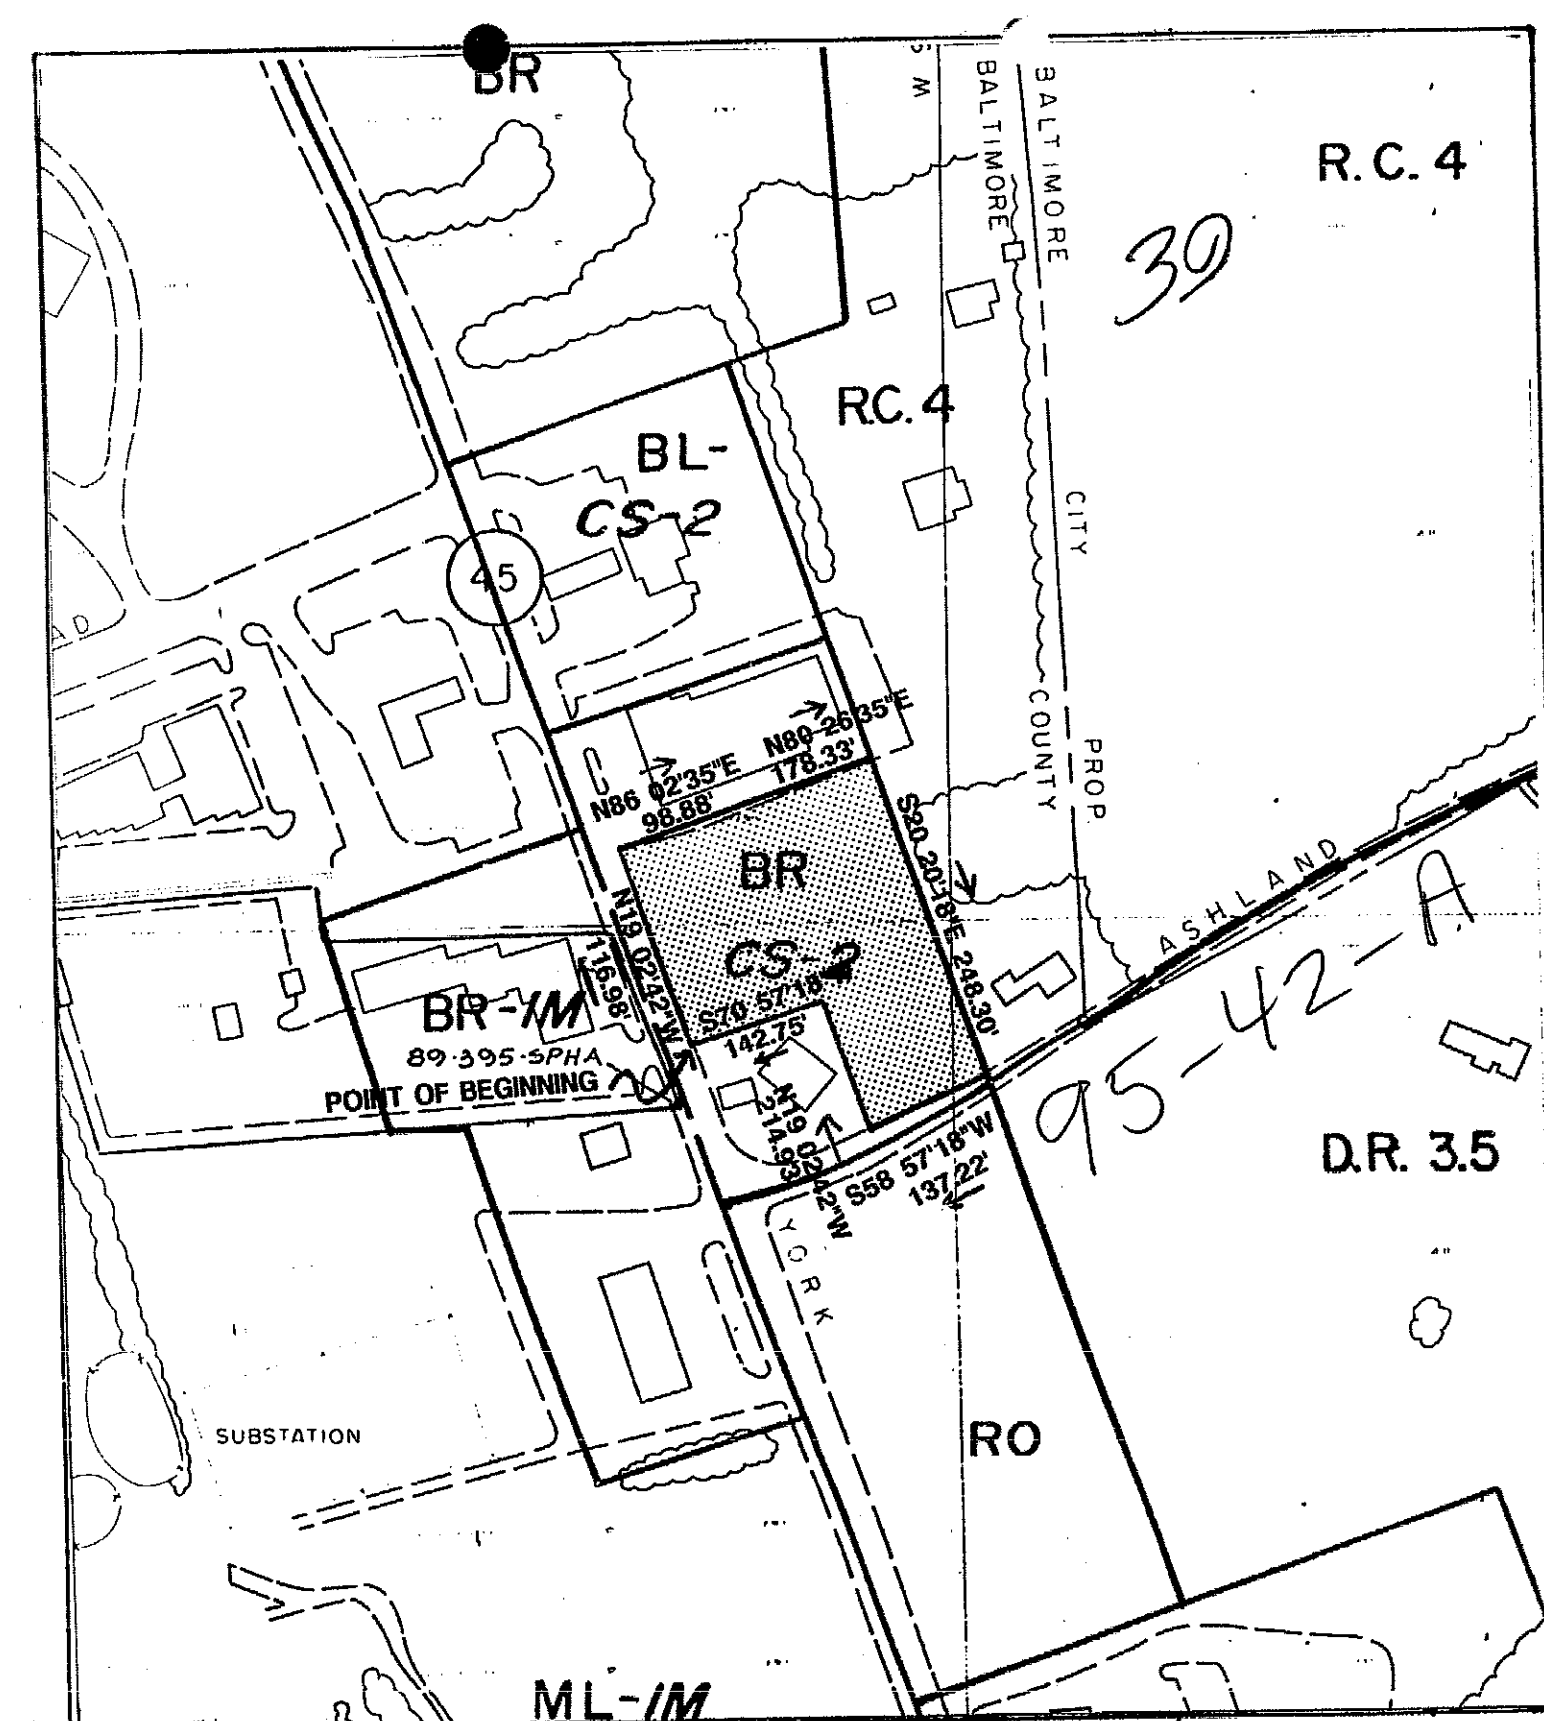 BR
S M
BALTIMORE
BALTIMORE
R.C. 4
39
R.C. 4
BL-
CS-2
CITY
45
AD
COUNTY
PROP
N86 02'35"E
98.88'
N80 26'35"E
178.33'
S20 20'18"E 248.30'
BR
CS-2
ASHLAND
95-42-A
N19 02'42"W
116.98'
S70 57'18"W
142.75'
BR-IM
89-395-SPHA
POINT OF BEGINNING
N19 02'42"W
214.93'
S58 57'18"W
137.22'
D.R. 3.5
YORK
4"
4"
SUBSTATION
RO
ML-IM